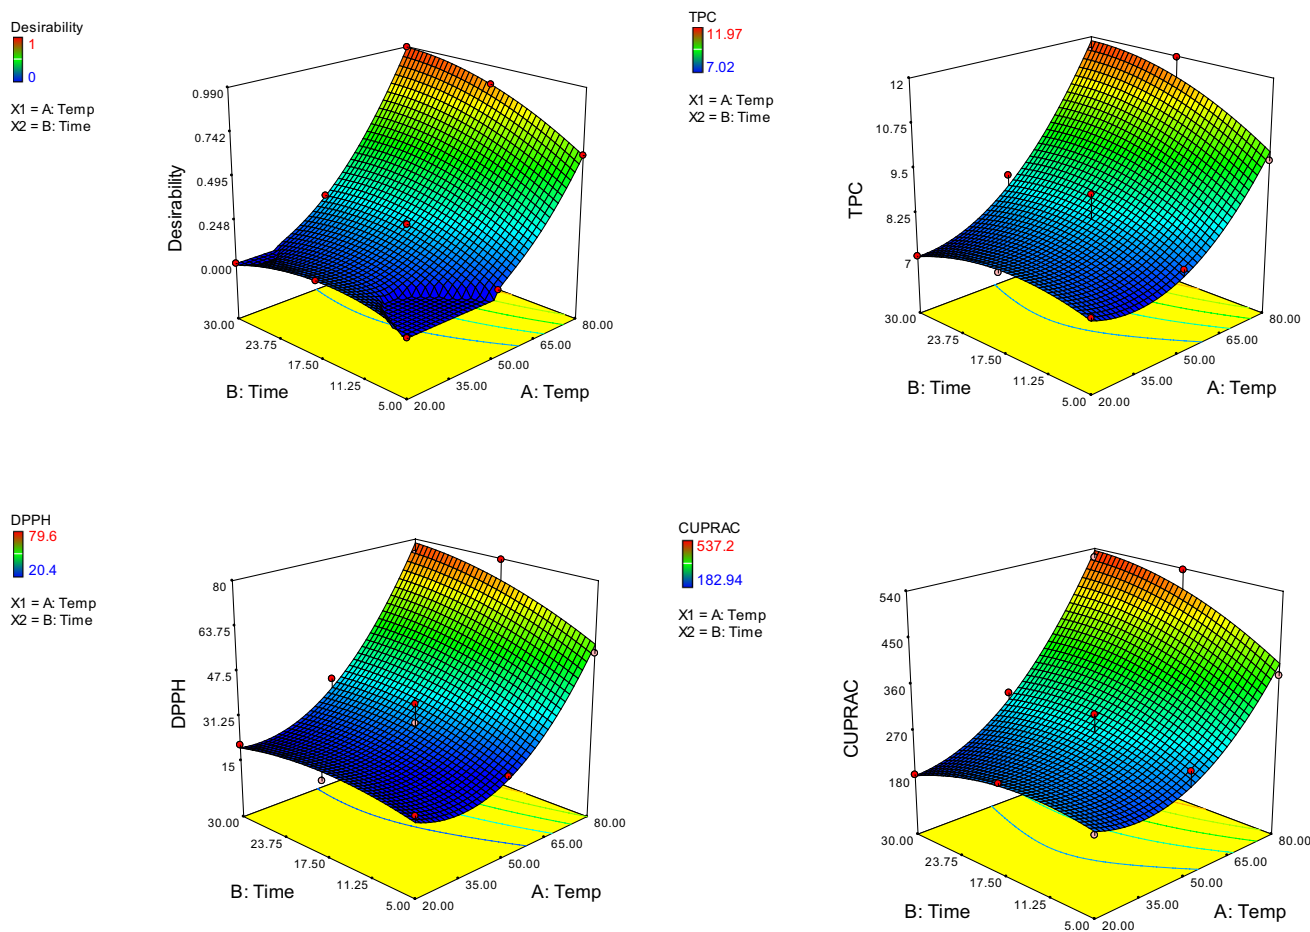 Desirability
1
0
X1 = A: Temp
X2 = B: Time
0.990
0.742
0.495
0.248
0.000
Desirability
30.00
23.75
17.50
11.25
5.00
20.00
35.00
50.00
65.00
80.00
B: Time
A: Temp
TPC
11.97
7.02
X1 = A: Temp
X2 = B: Time
12
10.75
9.5
8.25
7
TPC
30.00
23.75
17.50
11.25
5.00
20.00
35.00
50.00
65.00
80.00
B: Time
A: Temp
DPPH
79.6
20.4
X1 = A: Temp
X2 = B: Time
80
63.75
47.5
31.25
15
DPPH
30.00
23.75
17.50
11.25
5.00
20.00
35.00
50.00
65.00
80.00
B: Time
A: Temp
CUPRAC
537.2
182.94
X1 = A: Temp
X2 = B: Time
540
450
360
270
180
CUPRAC
30.00
23.75
17.50
11.25
5.00
20.00
35.00
50.00
65.00
80.00
B: Time
A: Temp